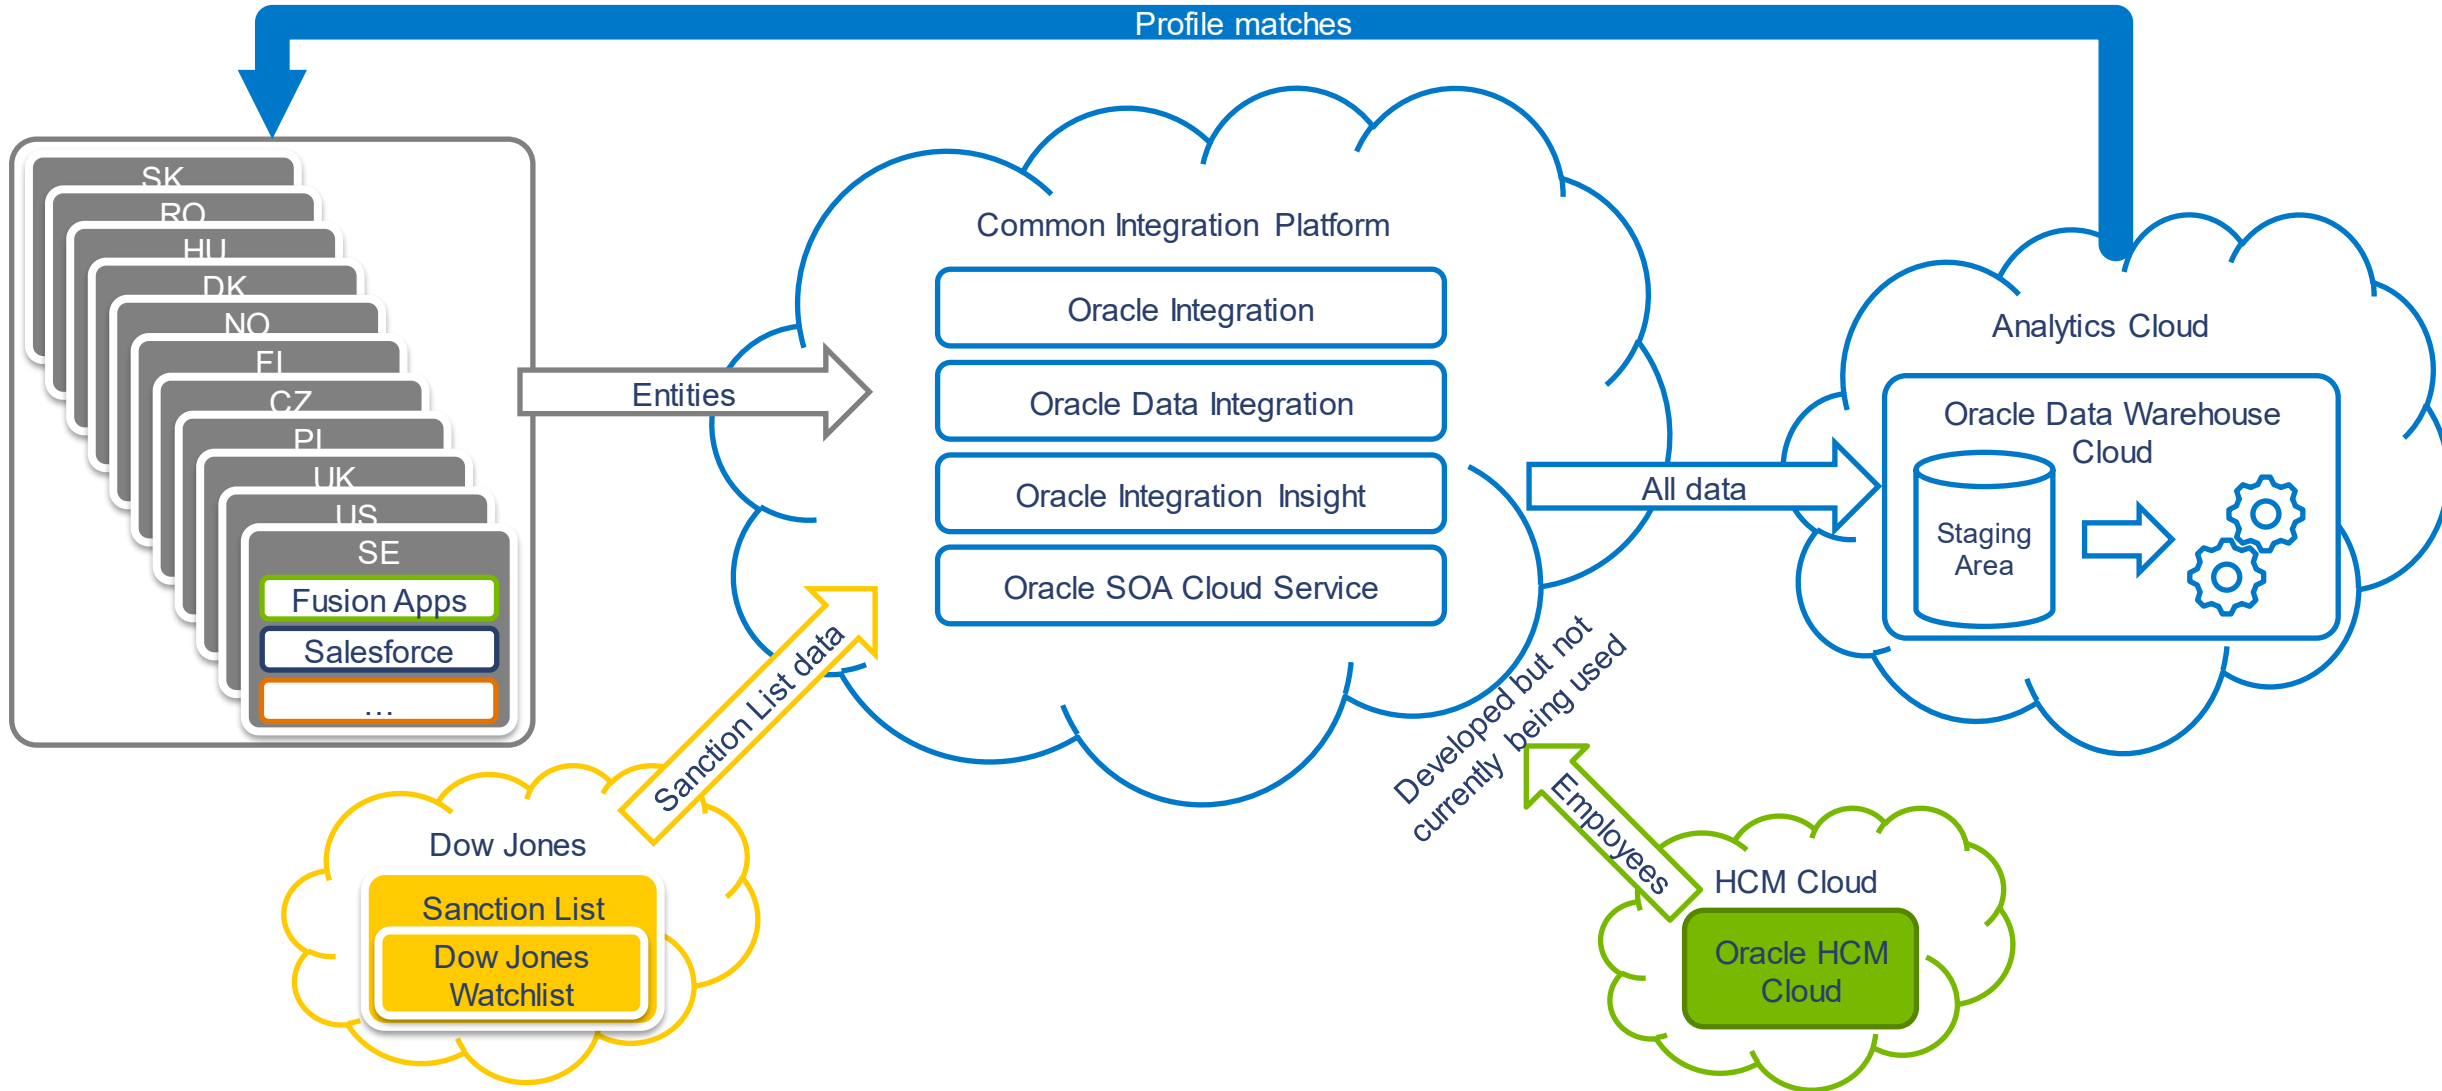 Profile matches
SK
RO
HU
DK
NO
FI
CZ
PL
UK
US
SE
Fusion Apps
Salesforce
...
Entities
Common Integration Platform
Oracle Integration
Oracle Data Integration
Oracle Integration Insight
Oracle SOA Cloud Service
All data
Analytics Cloud
Oracle Data Warehouse
Cloud
Staging
Area
Sanction List data
Developed but not
currently being used
Employees
Dow Jones
Sanction List
Dow Jones
Watchlist
HCM Cloud
Oracle HCM
Cloud